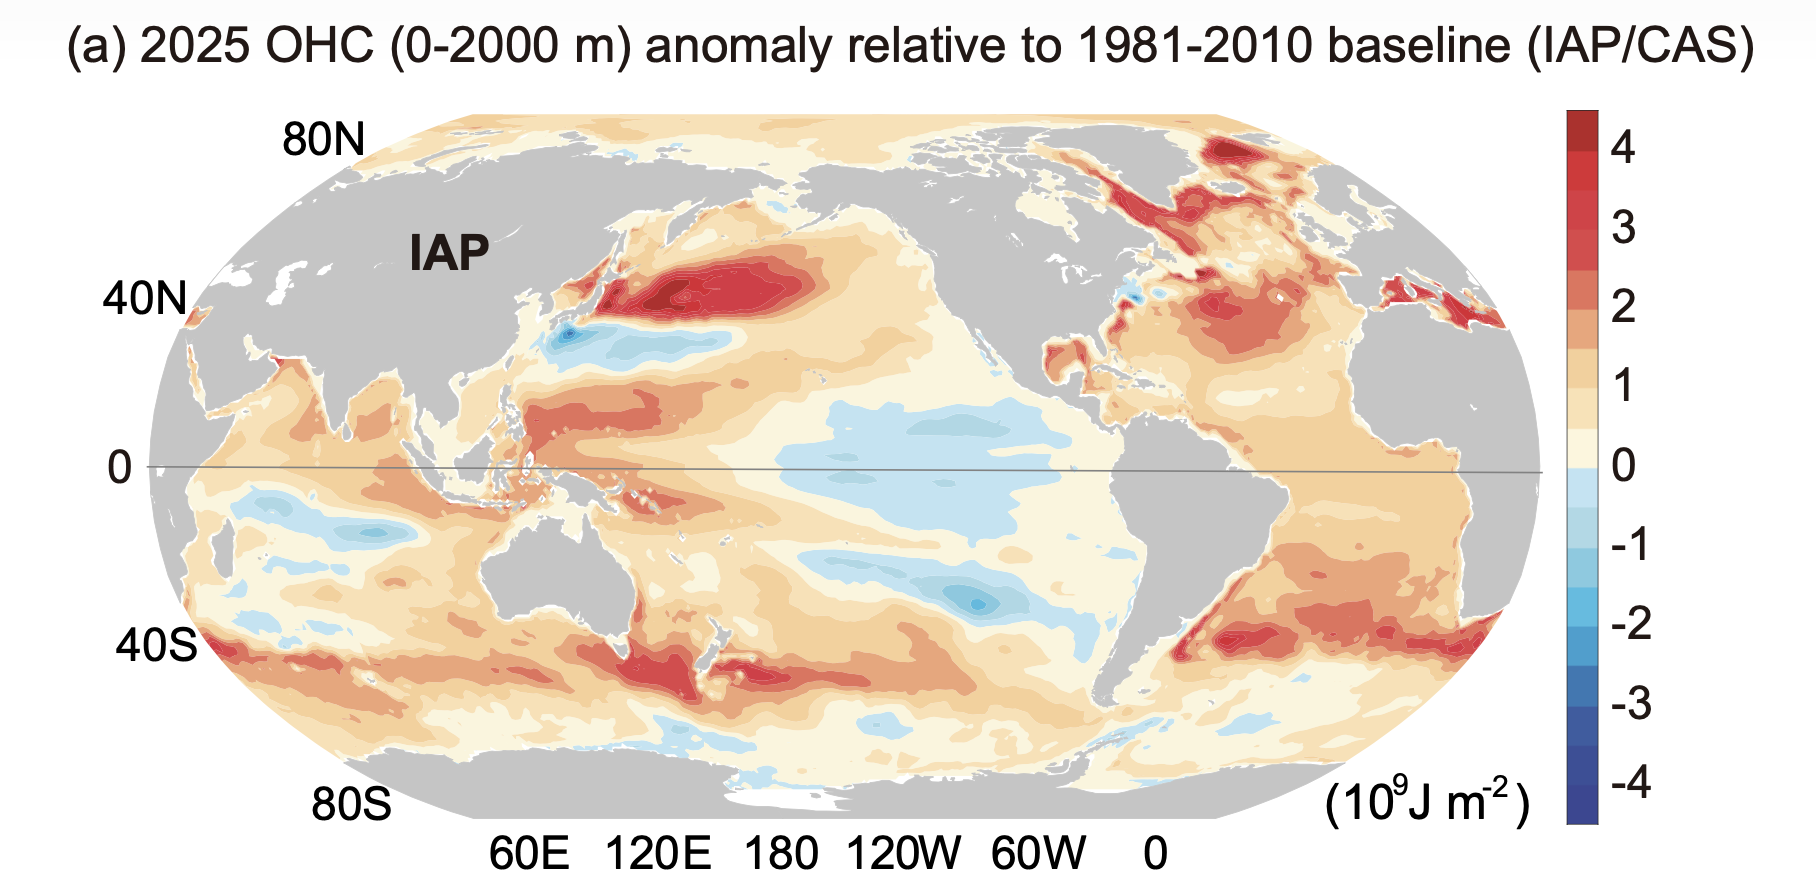 (a) 2025 OHC (0-2000 m) anomaly relative to 1981-2010 baseline (IAP/CAS)
80N
IAP
40N
0
40S
80S
60E 120E 180 120W 60W 0
4
3
2
1
0
-1
-2
-3
-4
(10⁹J m⁻²)